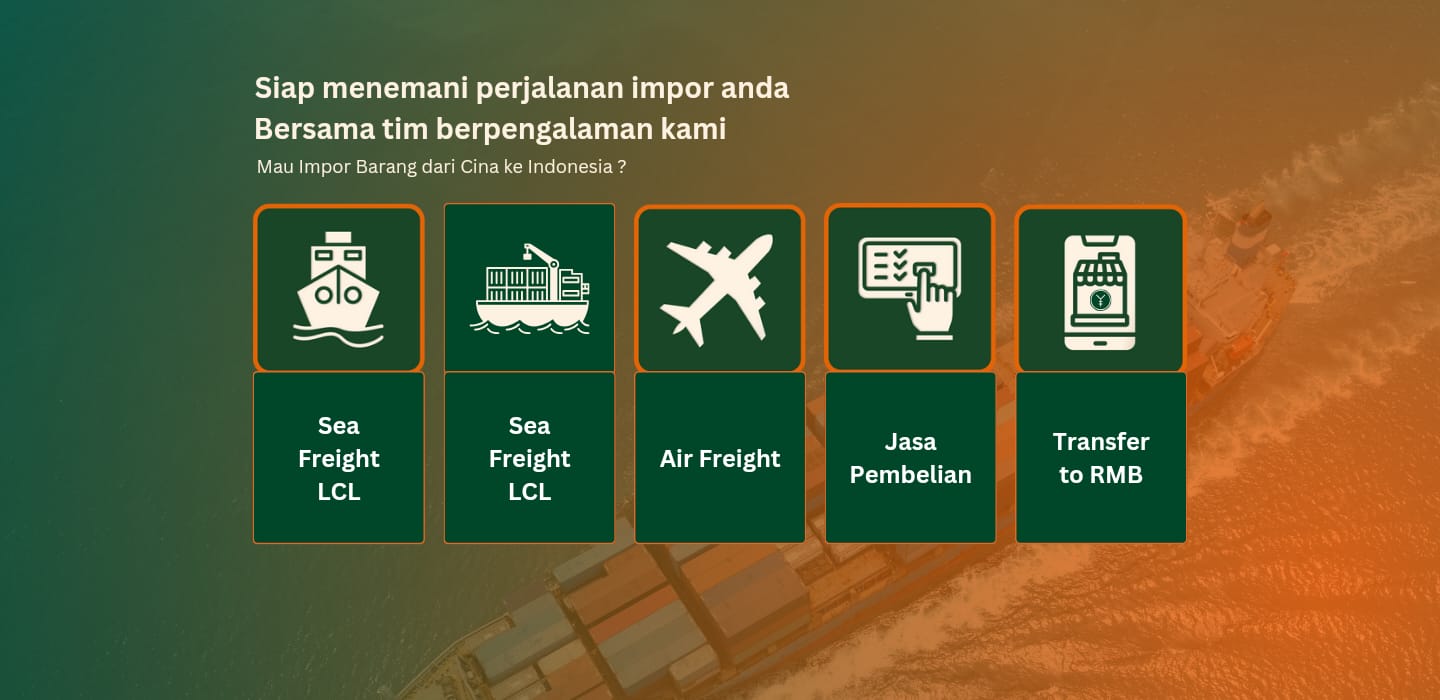 Siap menemani perjalanan impor anda
Bersama tim berpengalaman kami
Mau Impor Barang dari Cina ke Indonesia ?
Sea
Freight
LCL
Sea
Freight
LCL
Air Freight
Jasa
Pembelian
Transfer
to RMB